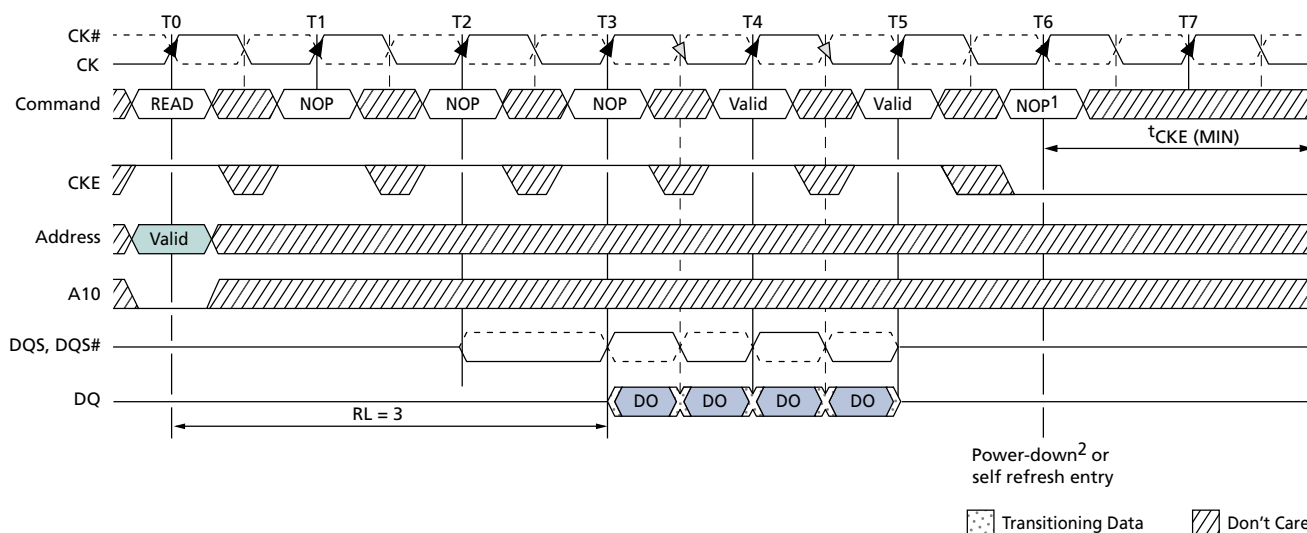 T0 T1 T2 T3 T4 T5 T6 T7
CK#
CK
Command READ NOP NOP NOP Valid Valid NOP1
tCKE (MIN)
CKE
Address Valid
A10
DQS, DQS#
DQ DO DO DO DO
RL = 3
Power-down2 or
self refresh entry
Transitioning Data Don't Care